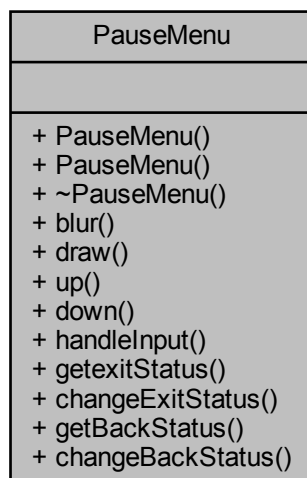 PauseMenu
+ PauseMenu()
+ PauseMenu()
+ ~PauseMenu()
+ blur()
+ draw()
+ up()
+ down()
+ handleInput()
+ getexitStatus()
+ changeExitStatus()
+ getBackStatus()
+ changeBackStatus()